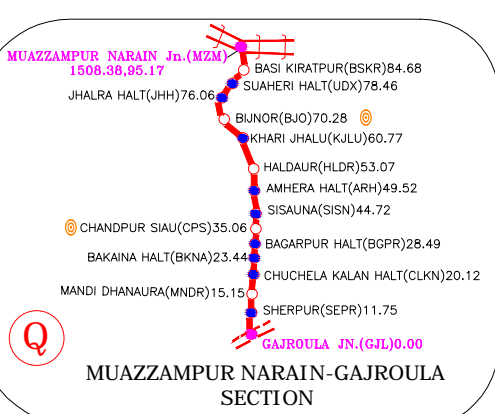 MUAZZAMPUR NARAIN Jn.(MZM)
1508.38,95.17
BASI KIRATPUR(BSKR)84.68
SUAHERI HALT(UDX)78.46
JHALRA HALT(JHH)76.06
BIJNOR(BJO)70.28
KHARI JHALU(KJLU)60.77
HALDAUR(HLDR)53.07
AMHERA HALT(ARH)49.52
SISAUNA(SISN)44.72
CHANDPUR SIAU(CPS)35.06
BAGARPUR HALT(BGPR)28.49
BAKAINA HALT(BKNA)23.44
CHUCHELA KALAN HALT(CLKN)20.12
MANDI DHANAURA(MNDR)15.15
SHERPUR(SEPR)11.75
Q
GAJROULA JN.(GJL)0.00
MUAZZAMPUR NARAIN-GAJROULA
SECTION